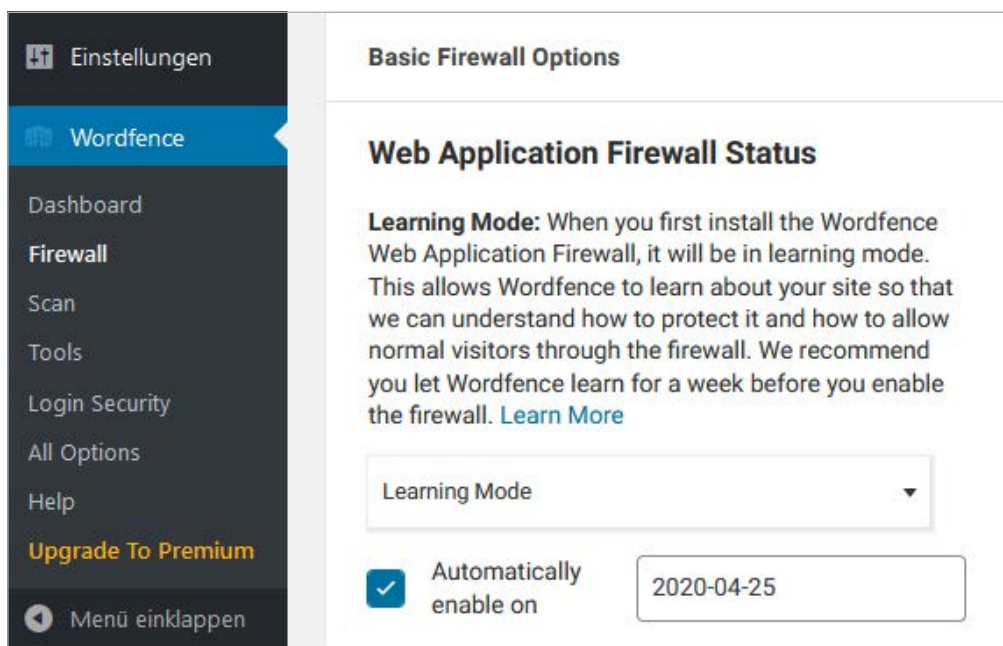 Einstellungen
Wordfence
Dashboard
Firewall
Scan
Tools
Login Security
All Options
Help
Upgrade To Premium
Menü einklappen
Basic Firewall Options
Web Application Firewall Status
Learning Mode: When you first install the Wordfence
Web Application Firewall, it will be in learning mode.
This allows Wordfence to learn about your site so that
we can understand how to protect it and how to allow
normal visitors through the firewall. We recommend
you let Wordfence learn for a week before you enable
the firewall. Learn More
Learning Mode
Automatically
enable on
2020-04-25